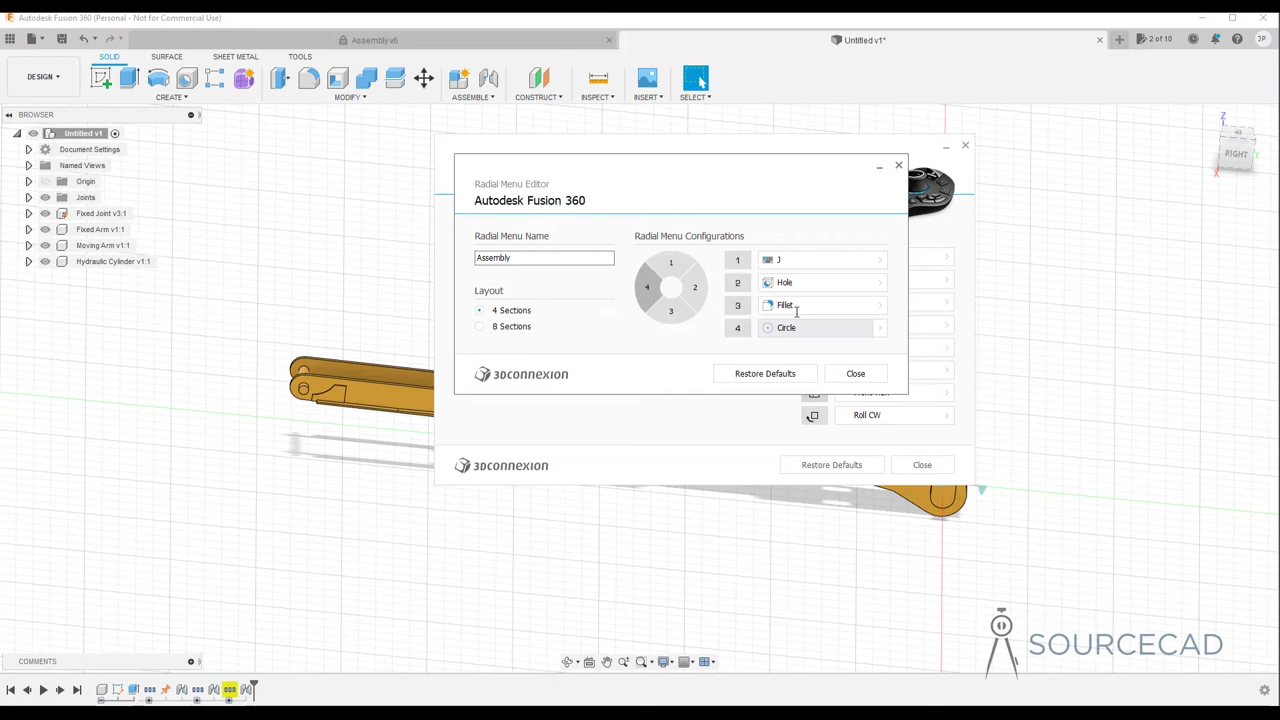 Autodesk Fusion 360 (Personal - Not for Commercial Use)
Assembly v6
Untitled v1*
2 of 10
JP
SOLID
SURFACE
SHEET METAL
TOOLS
DESIGN
CREATE
MODIFY
ASSEMBLE
CONSTRUCT
INSPECT
INSERT
SELECT
BROWSER
Untitled v1
Document Settings
Named Views
Origin
Joints
Fixed Joint v3:1
Fixed Arm v1:1
Moving Arm v1:1
Hydraulic Cylinder v1:1
Z
RIGHT
Y
X
Radial Menu Editor
Autodesk Fusion 360
Radial Menu Name
Assembly
Layout
4 Sections
8 Sections
Radial Menu Configurations
1
2
3
4
1 J
2 Hole
3 Fillet
4 Circle
3Dconnexion
Restore Defaults
Close
Roll CW
3Dconnexion
Restore Defaults
Close
SOURCECAD
COMMENTS